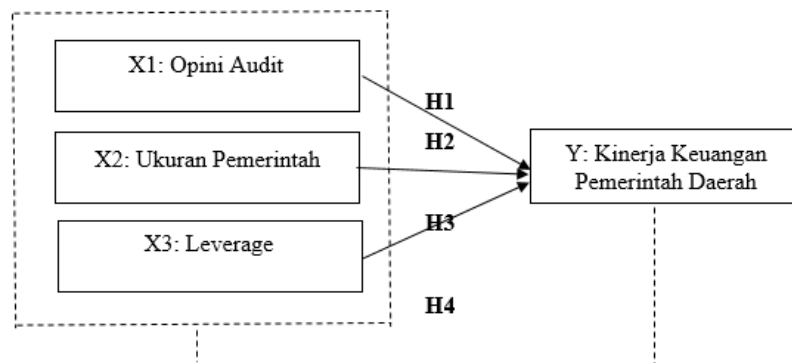 X1: Opini Audit
H1
H2
X2: Ukuran Pemerintah
Y: Kinerja Keuangan
Pemerintah Daerah
H3
X3: Leverage
H4